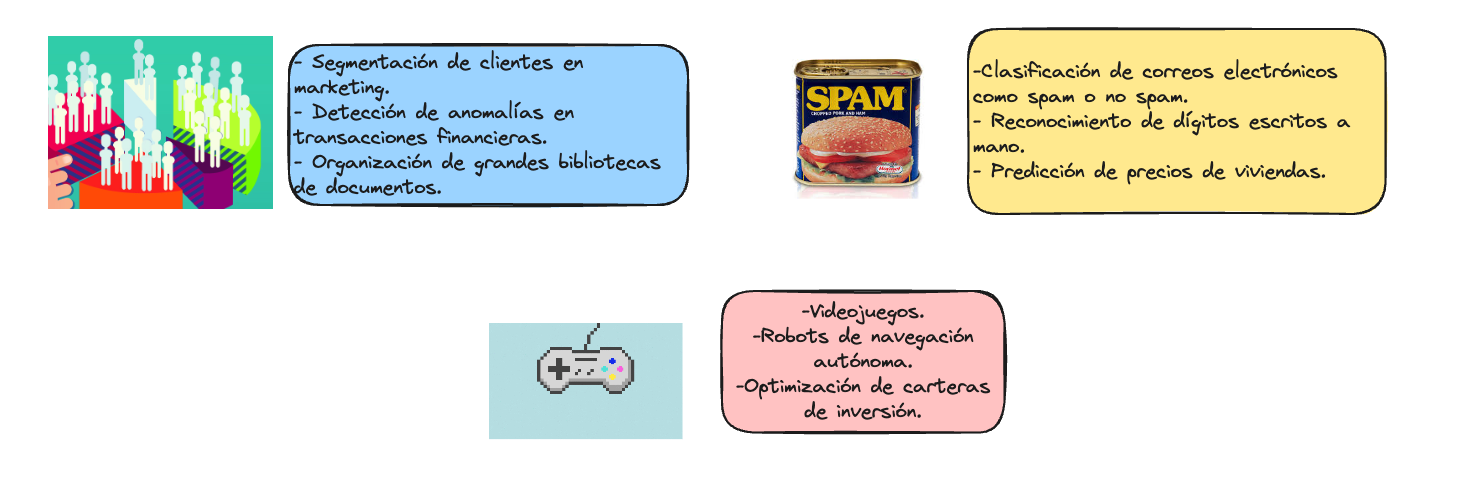 - Segmentación de clientes en
marketing.
- Detección de anomalías en
transacciones financieras.
- Organización de grandes bibliotecas
de documentos.
SPAM
CHOPPED PORK AND HAM
Hormel
-Clasificación de correos electrónicos
como spam o no spam.
- Reconocimiento de dígitos escritos a
mano.
- Predicción de precios de viviendas.
-Videojuegos.
-Robots de navegación
autónoma.
-Optimización de carteras
de inversión.